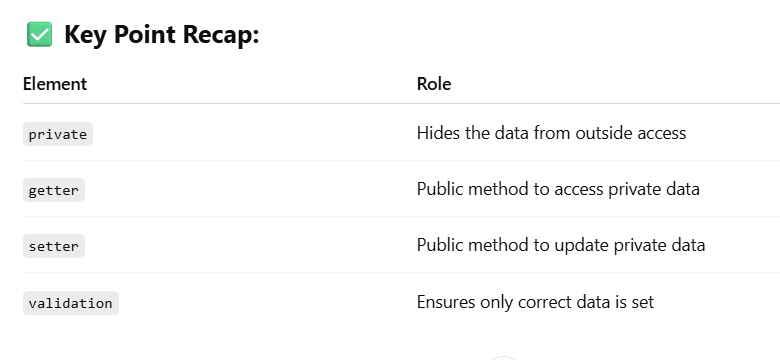 ✅ Key Point Recap:
Element Role
private Hides the data from outside access
getter Public method to access private data
setter Public method to update private data
validation Ensures only correct data is set